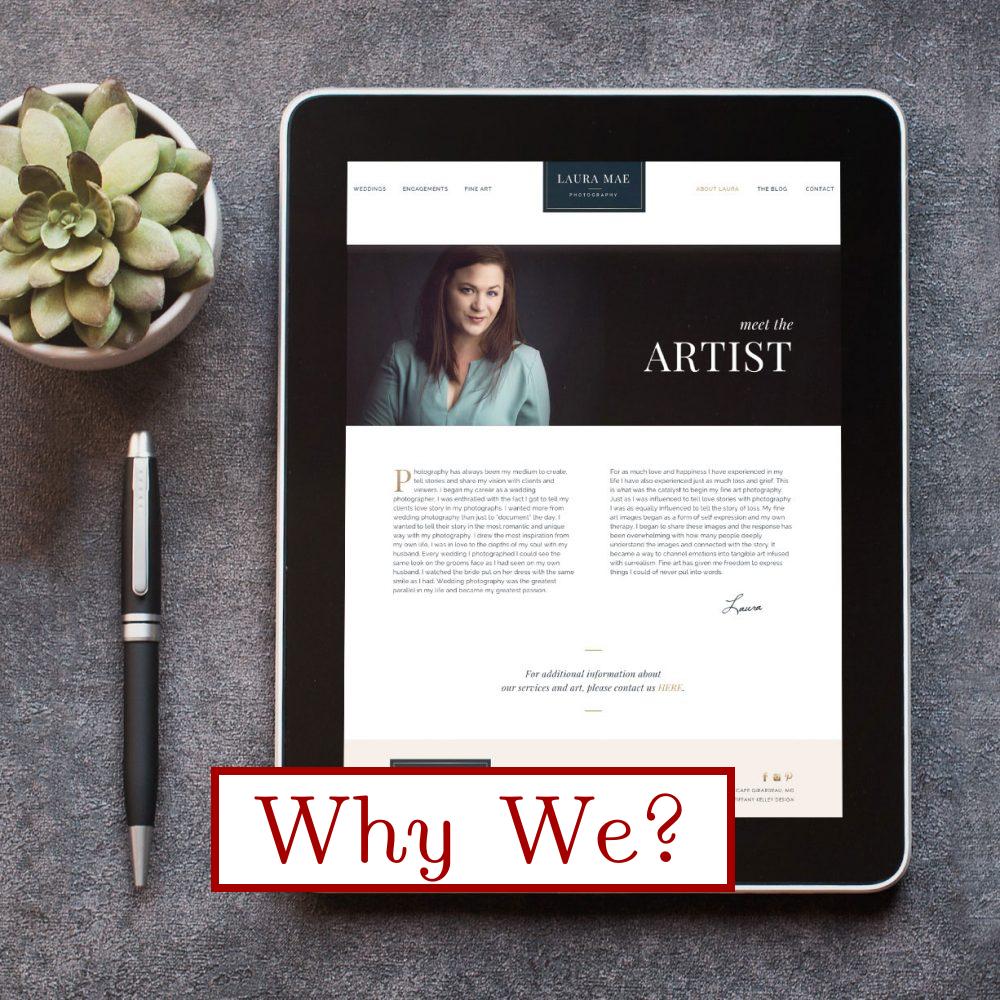 LAURA MAE
PHOTOGRAPHY
WEDDINGS ENGAGEMENTS FINE ART
ABOUT LAURA THE BLOG CONTACT
meet the
ARTIST
Photography has always been my medium to create,
tell stories and share my vision with clients and
viewers. I began my career as a wedding
photographer. I was enthralled with the fact I got to tell my
clients love story in my photographs. I wanted more from
wedding photography than just to "document" the day. I
wanted to tell their story in the most romantic and unique
way with my photography. I drew the most inspiration from
my own life. I was in love to the depths of my soul with my
husband. Every wedding I photographed I could see the
same look on the grooms face as I had seen on my own
husband. I watched the bride put on her dress with the same
smile as I had. Wedding photography was the greatest
parallel in my life and became my greatest passion.
For as much love and happiness I have experienced in my
life I have also experienced just as much loss and grief. This
is what was the catalyst to begin my fine art photography.
Just as I was influenced to tell love stories with photography
I was as equally influenced to tell the story of loss. My fine
art images began as a form of self expression and my own
therapy. I began to share these images and the response has
been overwhelming with how many people deeply
understand the images and connected with the story. It
became a way to channel emotions into tangible art infused
with surrealism. Fine art has given me freedom to express
things I could of never put into words.
Laura
For additional information about
our services and art, please contact us HERE.
CAPE GIRARDEAU, MO
TIFFANY KELLEY DESIGN
Why We?